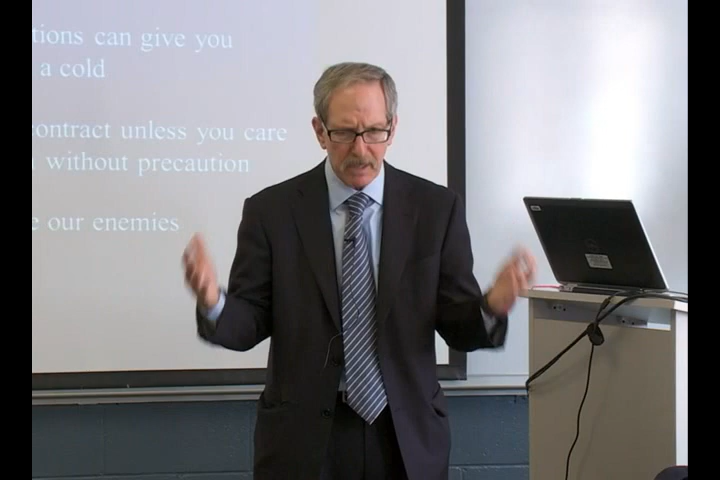 tions can give you
a cold
contract unless you care
without precaution
e our enemies